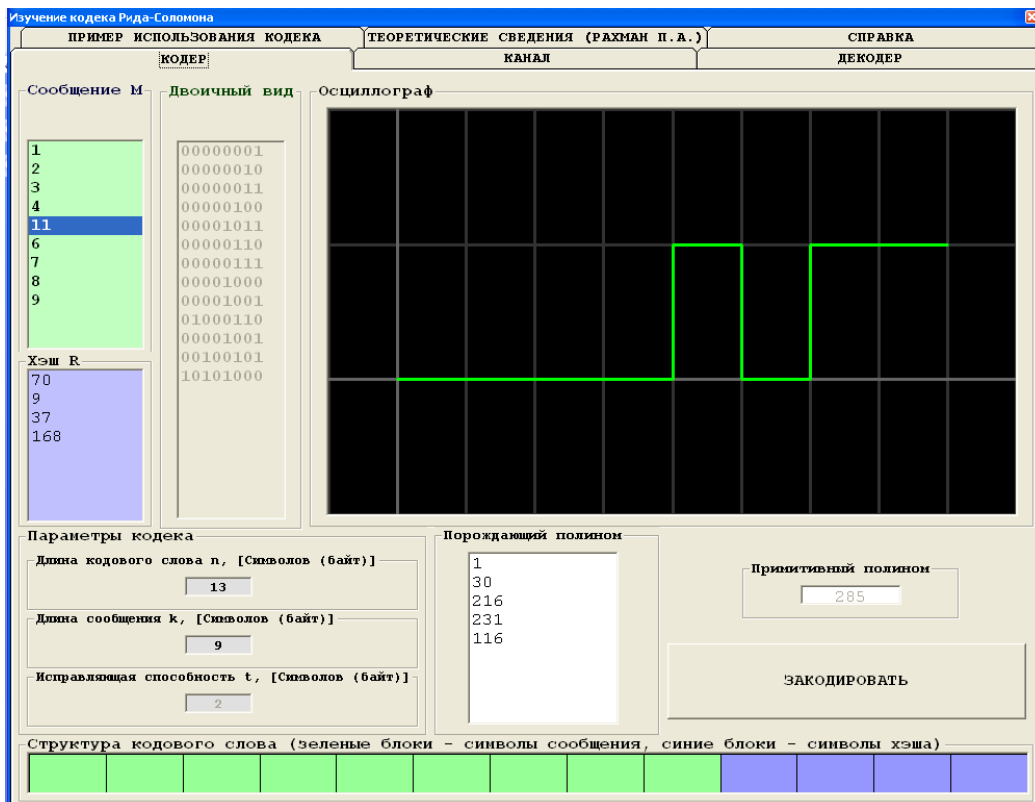 Изучение кодека Рида-Соломона
ПРИМЕР ИСПОЛЬЗОВАНИЯ КОДЕКА
ТЕОРЕТИЧЕСКИЕ СВЕДЕНИЯ (РАХМАН П.А.)
СПРАВКА
КОДЕР
КАНАЛ
ДЕКОДЕР
Сообщение M
1
2
3
4
11
6
7
8
9
Двоичный вид
00000001
00000010
00000011
00000100
00001011
00000110
00000111
00001000
00001001
01000110
00001001
00100101
10101000
Осциллограф
Хэш R
70
9
37
168
Параметры кодека
Длина кодового слова n, [Символов (байт)]
13
Длина сообщения k, [Символов (байт)]
9
Исправляющая способность t, [Символов (байт)]
2
Порождающий полином
1
30
216
231
116
Примитивный полином
285
ЗАКОДИРОВАТЬ
Структура кодового слова (зеленые блоки - символы сообщения, синие блоки - символы хэша)